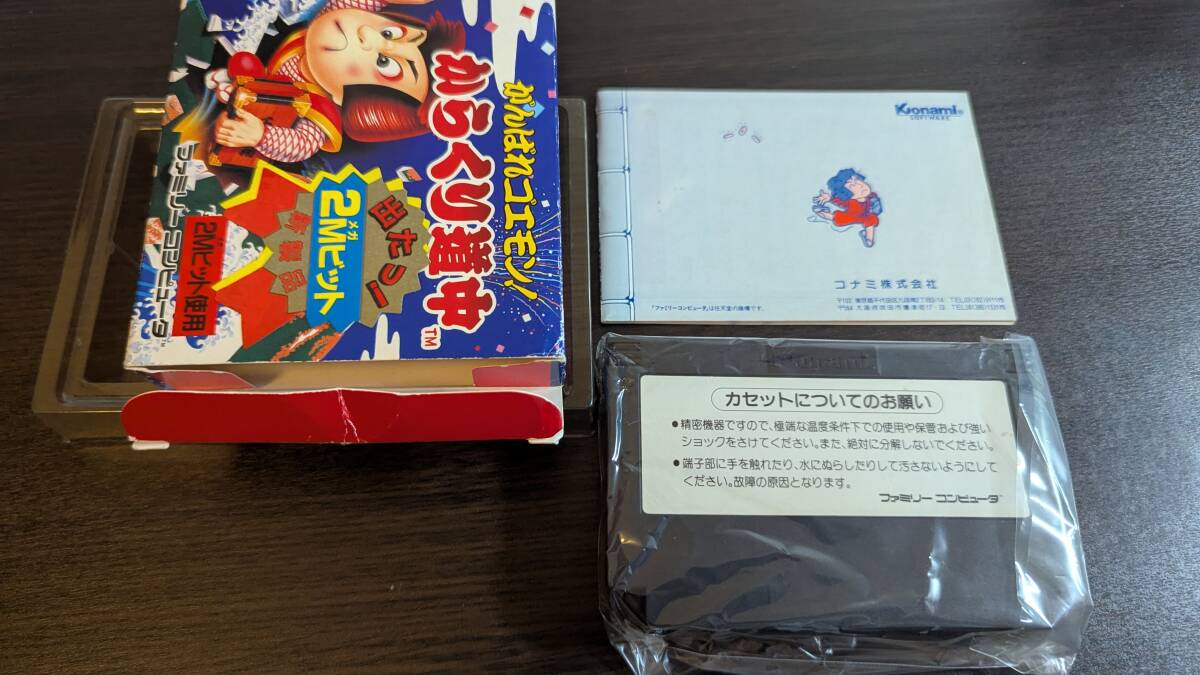 がんばれゴエモン!
からくり道中
TM
出たっ!!
新製品
メガ
2Mビット
2Mビット使用
ファミリーコンピュータ
Konami
SOFTWARE
コナミ株式会社
「ファミリーコンピュータ」は任天堂の商標です。
Konami
カセットについてのお願い
●精密機器ですので、極端な温度条件下での使用や保管および強い
ショックをさけてください。また、絶対に分解しないでください。
●端子部に手を触れたり、水にぬらしたりして汚さないようにして
ください。故障の原因となります。
ファミリーコンピュータ